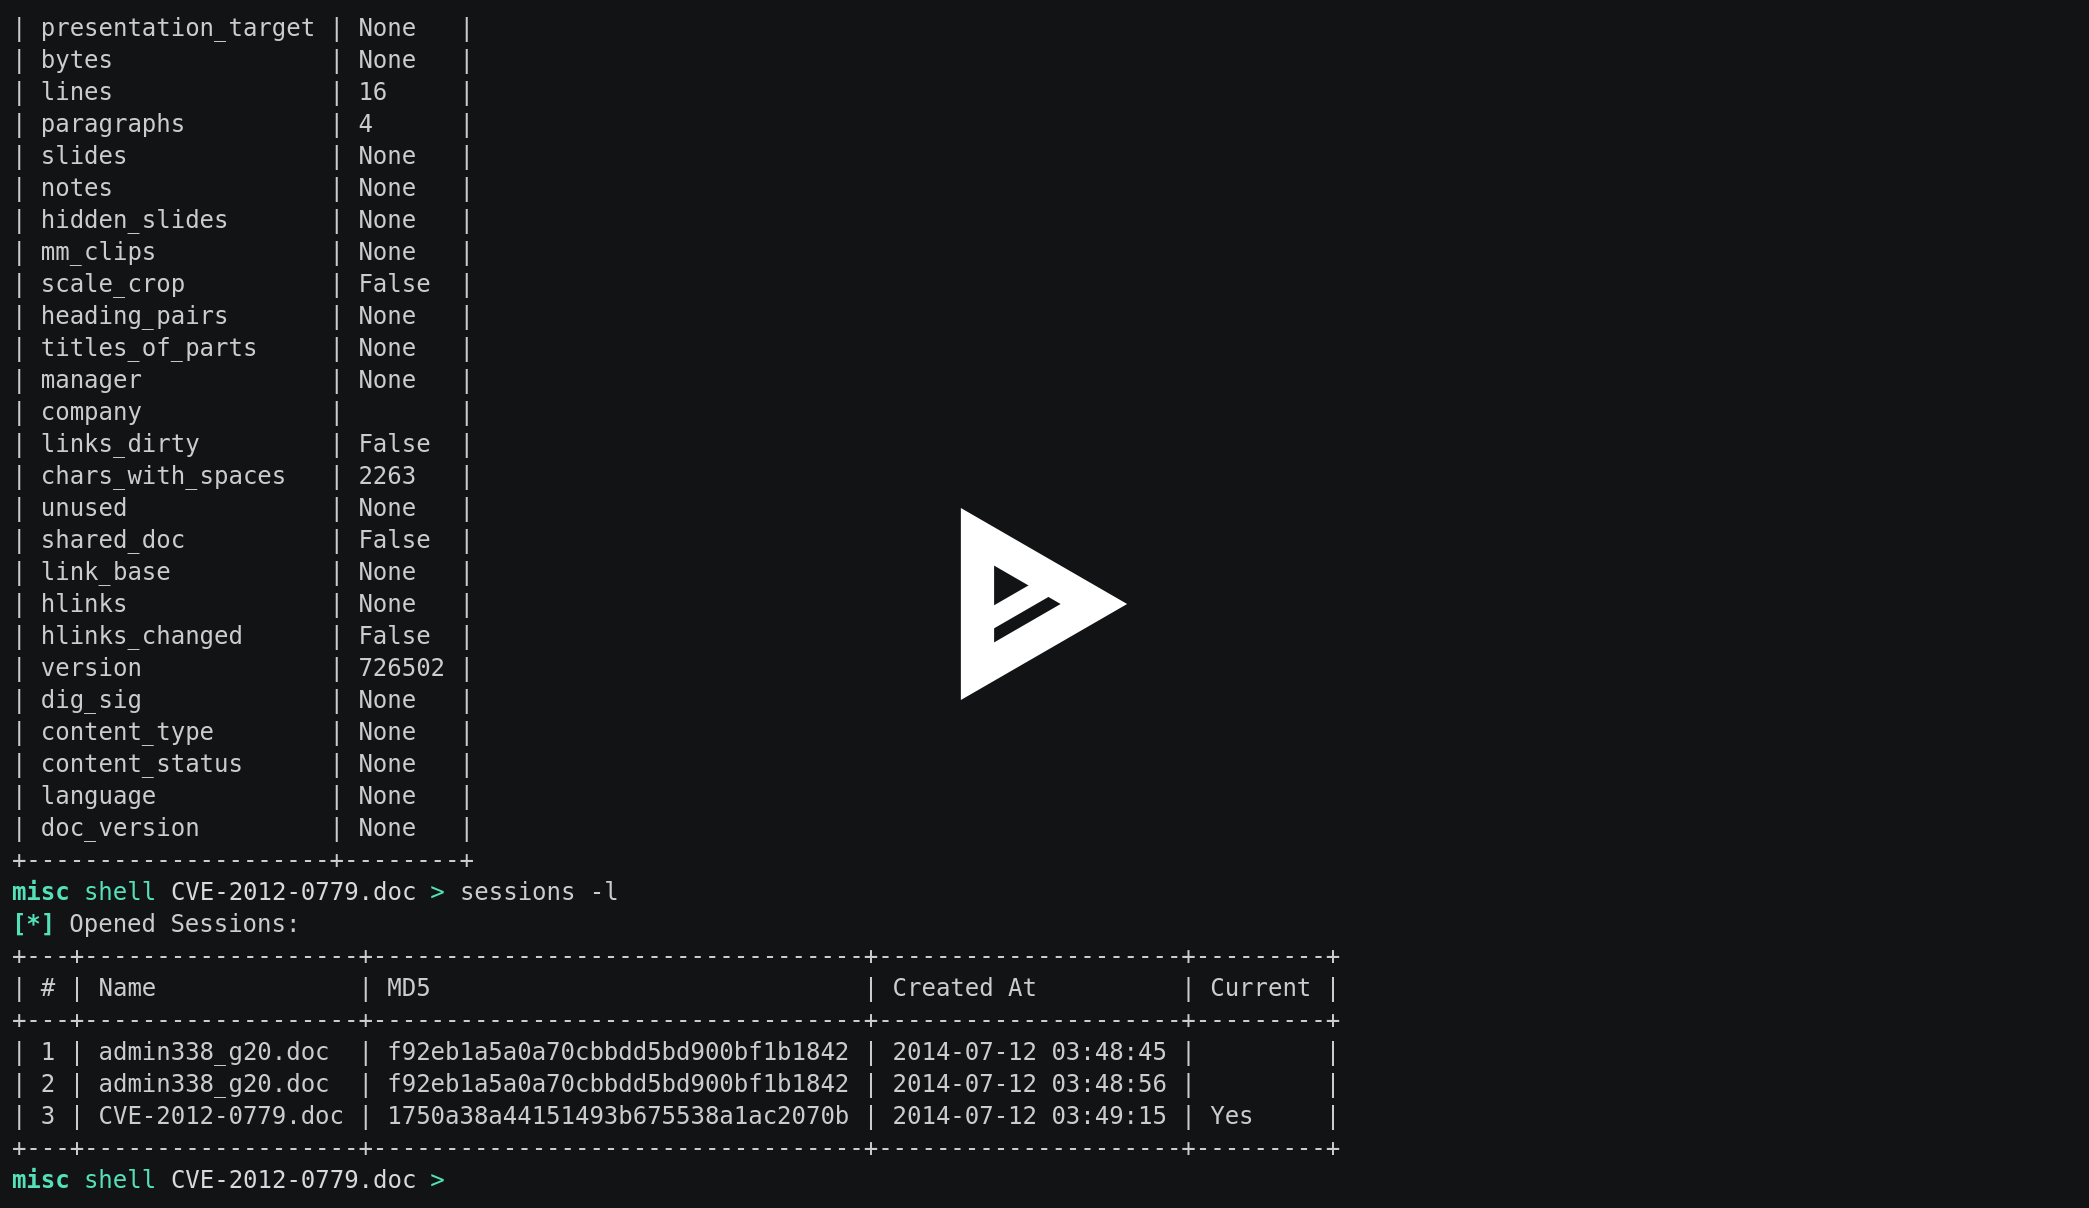 | presentation_target | None   |
| bytes               | None   |
| lines               | 16     |
| paragraphs          | 4      |
| slides              | None   |
| notes               | None   |
| hidden_slides       | None   |
| mm_clips            | None   |
| scale_crop          | False  |
| heading_pairs       | None   |
| titles_of_parts     | None   |
| manager             | None   |
| company             |        |
| links_dirty         | False  |
| chars_with_spaces   | 2263   |
| unused              | None   |
| shared_doc          | False  |
| link_base           | None   |
| hlinks              | None   |
| hlinks_changed      | False  |
| version             | 726502 |
| dig_sig             | None   |
| content_type        | None   |
| content_status      | None   |
| language            | None   |
| doc_version         | None   |
+---------------------+--------+
misc shell CVE-2012-0779.doc > sessions -l
[*] Opened Sessions:
+---+-------------------+----------------------------------+---------------------+---------+
| # | Name              | MD5                              | Created At          | Current |
+---+-------------------+----------------------------------+---------------------+---------+
| 1 | admin338_g20.doc  | f92eb1a5a0a70cbbdd5bd900bf1b1842 | 2014-07-12 03:48:45 |         |
| 2 | admin338_g20.doc  | f92eb1a5a0a70cbbdd5bd900bf1b1842 | 2014-07-12 03:48:56 |         |
| 3 | CVE-2012-0779.doc | 1750a38a44151493b675538a1ac2070b | 2014-07-12 03:49:15 | Yes     |
+---+-------------------+----------------------------------+---------------------+---------+
misc shell CVE-2012-0779.doc >